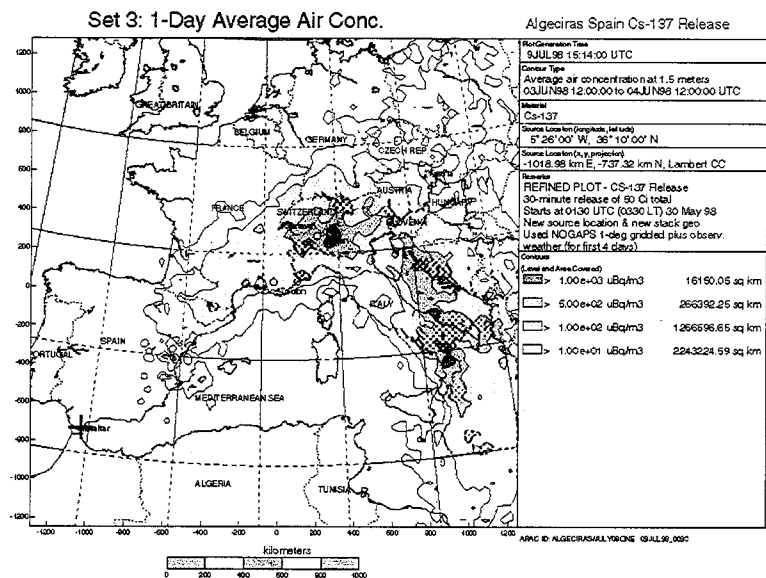 Set 3: 1-Day Average Air Conc.
Algeciras Spain Cs-137 Release
Plot Generation Time
9JUL98 15:14:00 UTC
Contour Type
Average air concentration at 1.5 meters
03JUN98 12:00:00 to 04JUN98 12:00:00 UTC
Material
Cs-137
Source Location (longitude, latitude)
5° 26' 00" W, 36° 10' 00" N
Source Location (x, y, projection)
-1018.98 km E, -737.32 km N, Lambert CC
Remarks
REFINED PLOT - CS-137 Release
30-minute release of 50 Ci total
Starts at 0130 UTC (0330 LT) 30 May 98
New source location & new stack geo
Used NOGAPS 1-deg gridded plus observ.
weather (for first 4 days)
Contours
(Level and Area Covered)
> 1.00e+03 uBq/m3 16150.05 sq km
> 5.00e+02 uBq/m3 266392.25 sq km
> 1.00e+02 uBq/m3 1266696.65 sq km
> 1.00e+01 uBq/m3 2243224.59 sq km
1200
1000
800
600
400
200
0
-200
-400
-600
-800
-1000
-1200
GREAT BRITAIN
BELGIUM
GERMANY
CZECH REP
FRANCE
SWITZERLAND
AUSTRIA
HUNGARY
SLOVENIA
ITALY
SPAIN
PORTUGAL
MEDITERRANEAN SEA
Gibraltar
ALGERIA
TUNISIA
-1200 -1000 -800 -600 -400 -200 0 200 400 600 800 1000 1200
kilometers
0 200 400 600 800 1000